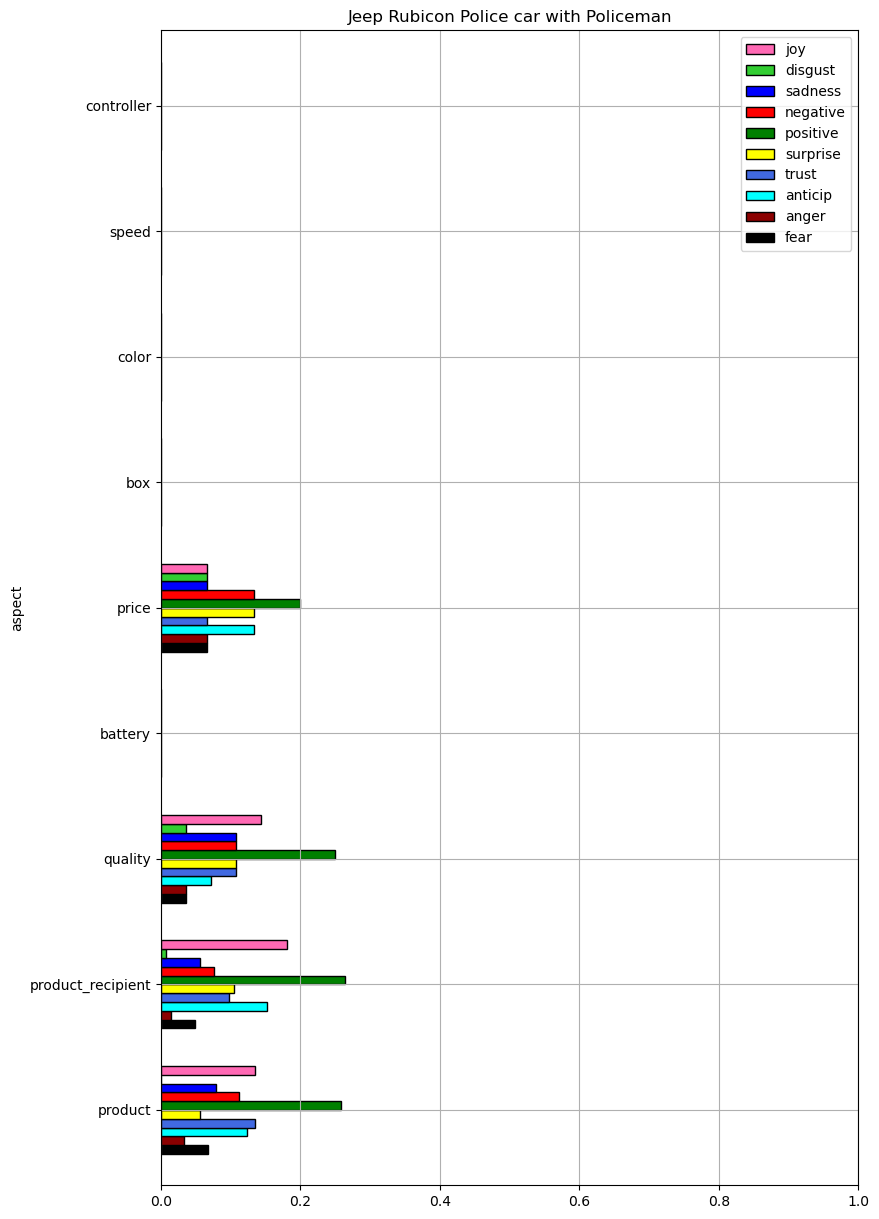 Jeep Rubicon Police car with Policeman
joy
disgust
sadness
negative
positive
surprise
trust
anticip
anger
fear
controller
speed
color
box
price
battery
quality
product_recipient
product
aspect
0.0 0.2 0.4 0.6 0.8 1.0